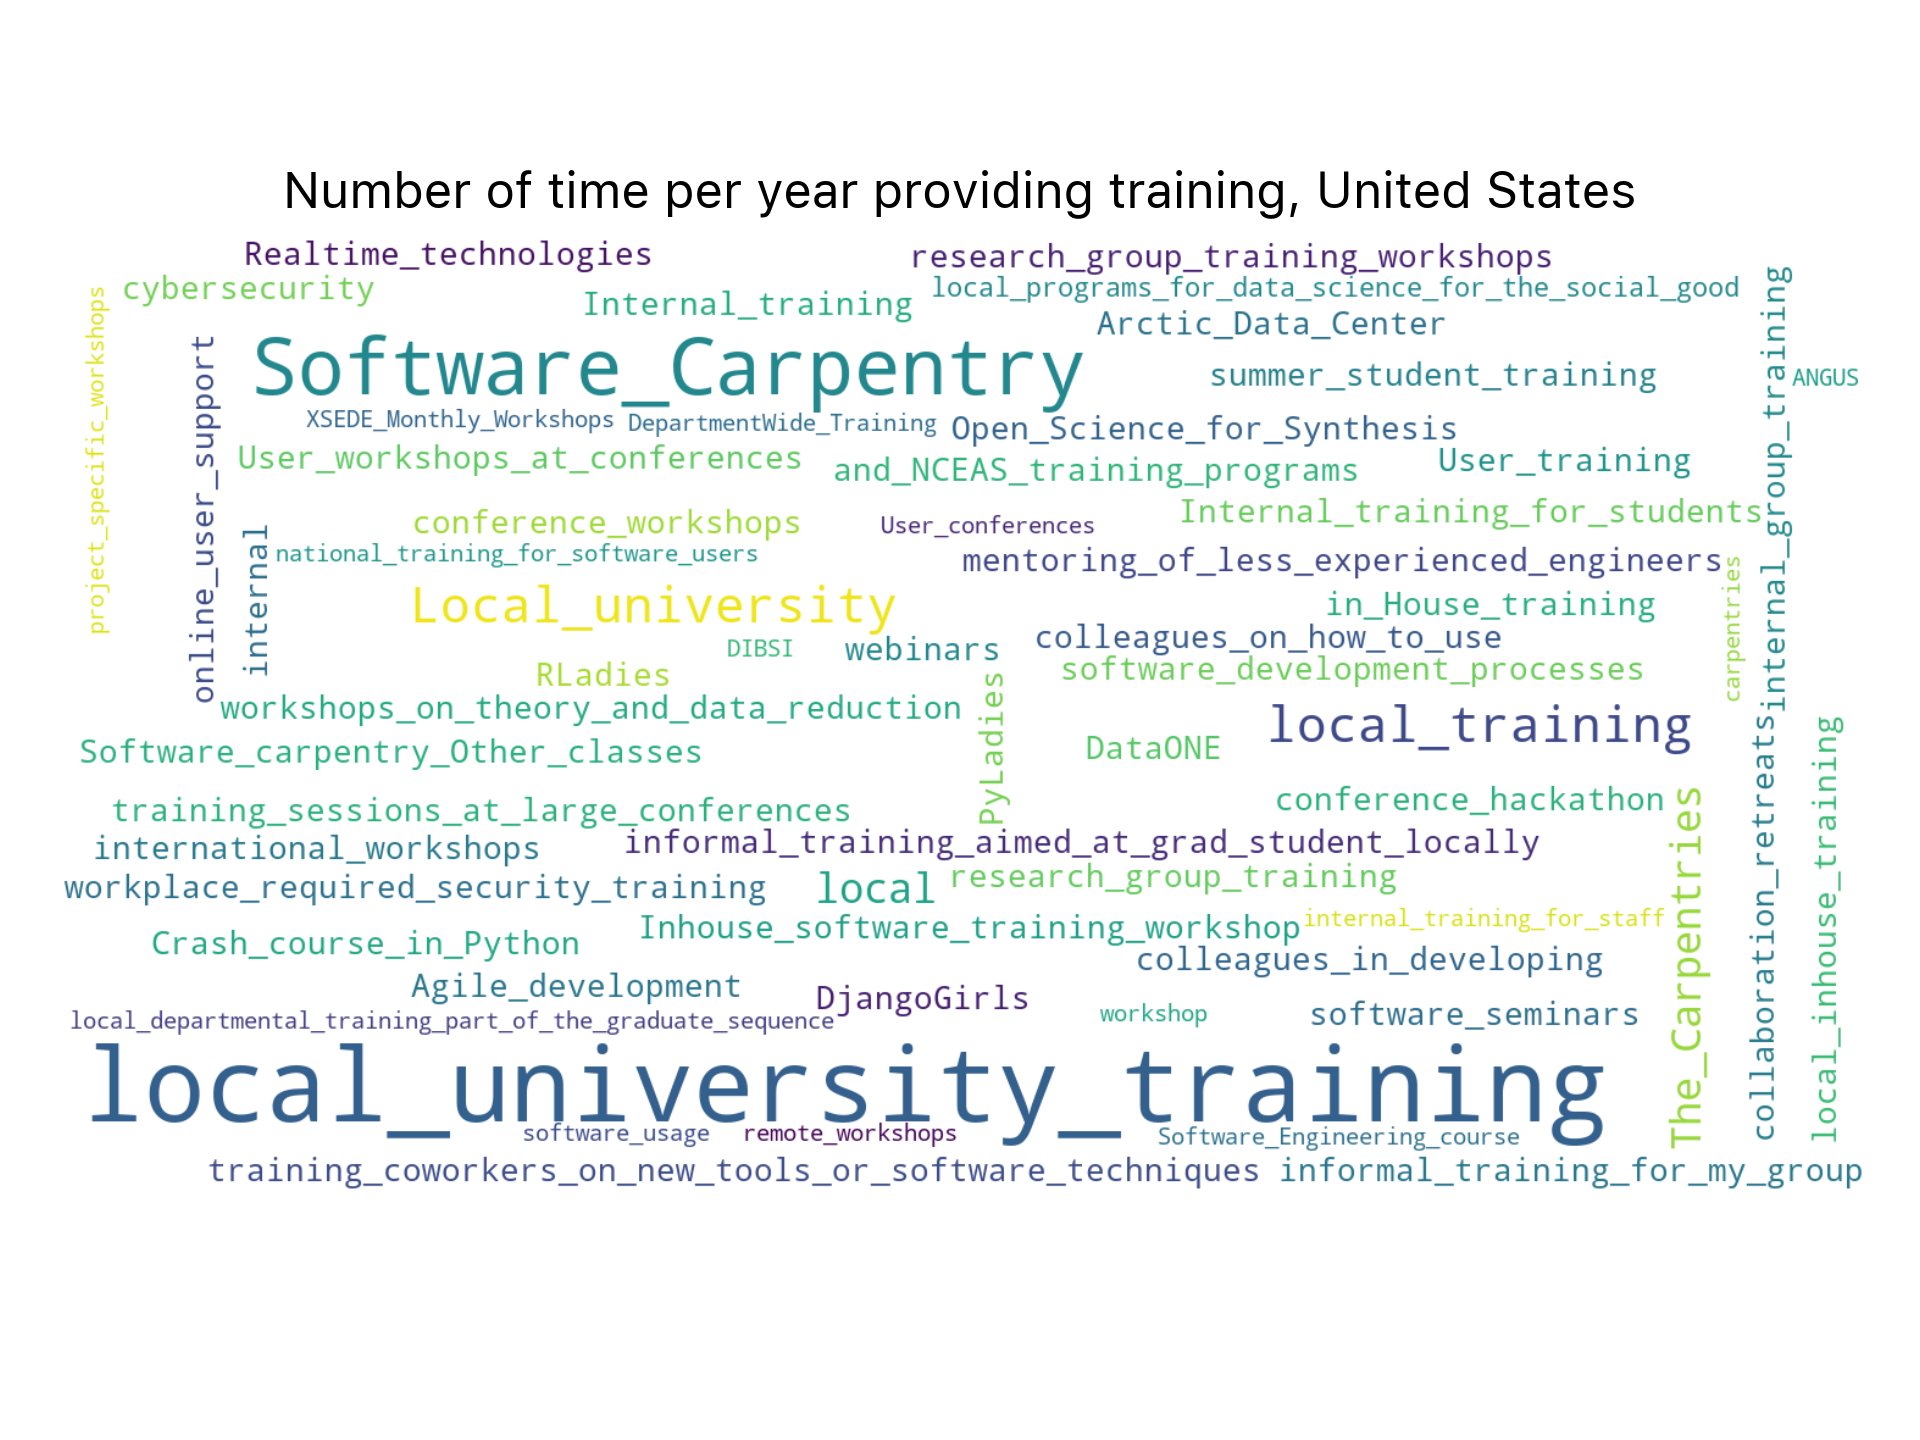 Number of time per year providing training, United States
Realtime_technologies
research_group_training_workshops
cybersecurity
Internal_training
local_programs_for_data_science_for_the_social_good
Arctic_Data_Center
project_specific_workshops
online_user_support
Software_Carpentry
summer_student_training
internal_group_training
ANGUS
XSEDE_Monthly_Workshops
DepartmentWide_Training
Open_Science_for_Synthesis
User_workshops_at_conferences
and_NCEAS_training_programs
User_training
internal
conference_workshops
User_conferences
Internal_training_for_students
national_training_for_software_users
mentoring_of_less_experienced_engineers
carpentries
Local_university
in_House_training
DIBSI
webinars
colleagues_on_how_to_use
RLadies
software_development_processes
workshops_on_theory_and_data_reduction
PyLadies
local_training
Software_carpentry_Other_classes
DataONE
collaboration_retreats
local_inhouse_training
training_sessions_at_large_conferences
conference_hackathon
The_Carpentries
international_workshops
informal_training_aimed_at_grad_student_locally
workplace_required_security_training
local
research_group_training
Inhouse_software_training_workshop
internal_training_for_staff
Crash_course_in_Python
colleagues_in_developing
Agile_development
DjangoGirls
workshop
software_seminars
local_departmental_training_part_of_the_graduate_sequence
local_university_training
software_usage
remote_workshops
Software_Engineering_course
training_coworkers_on_new_tools_or_software_techniques
informal_training_for_my_group